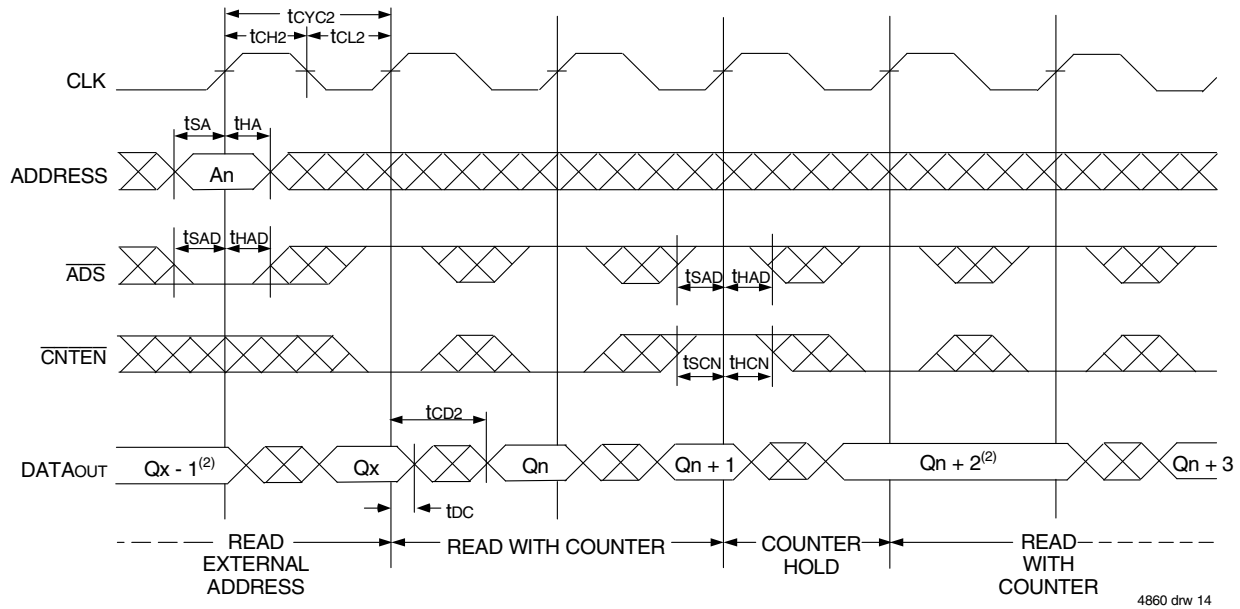 tCYC2
tCH2 tCL2
CLK
tSA tHA
ADDRESS An
tSAD tHAD
ADS
tSAD tHAD
CNTEN
tSCN tHCN
tCD2
DATAOUT Qx - 1(2) Qx Qn Qn + 1 Qn + 2(2) Qn + 3
tDC
READ EXTERNAL ADDRESS
READ WITH COUNTER
COUNTER HOLD
READ WITH COUNTER
4860 drw 14